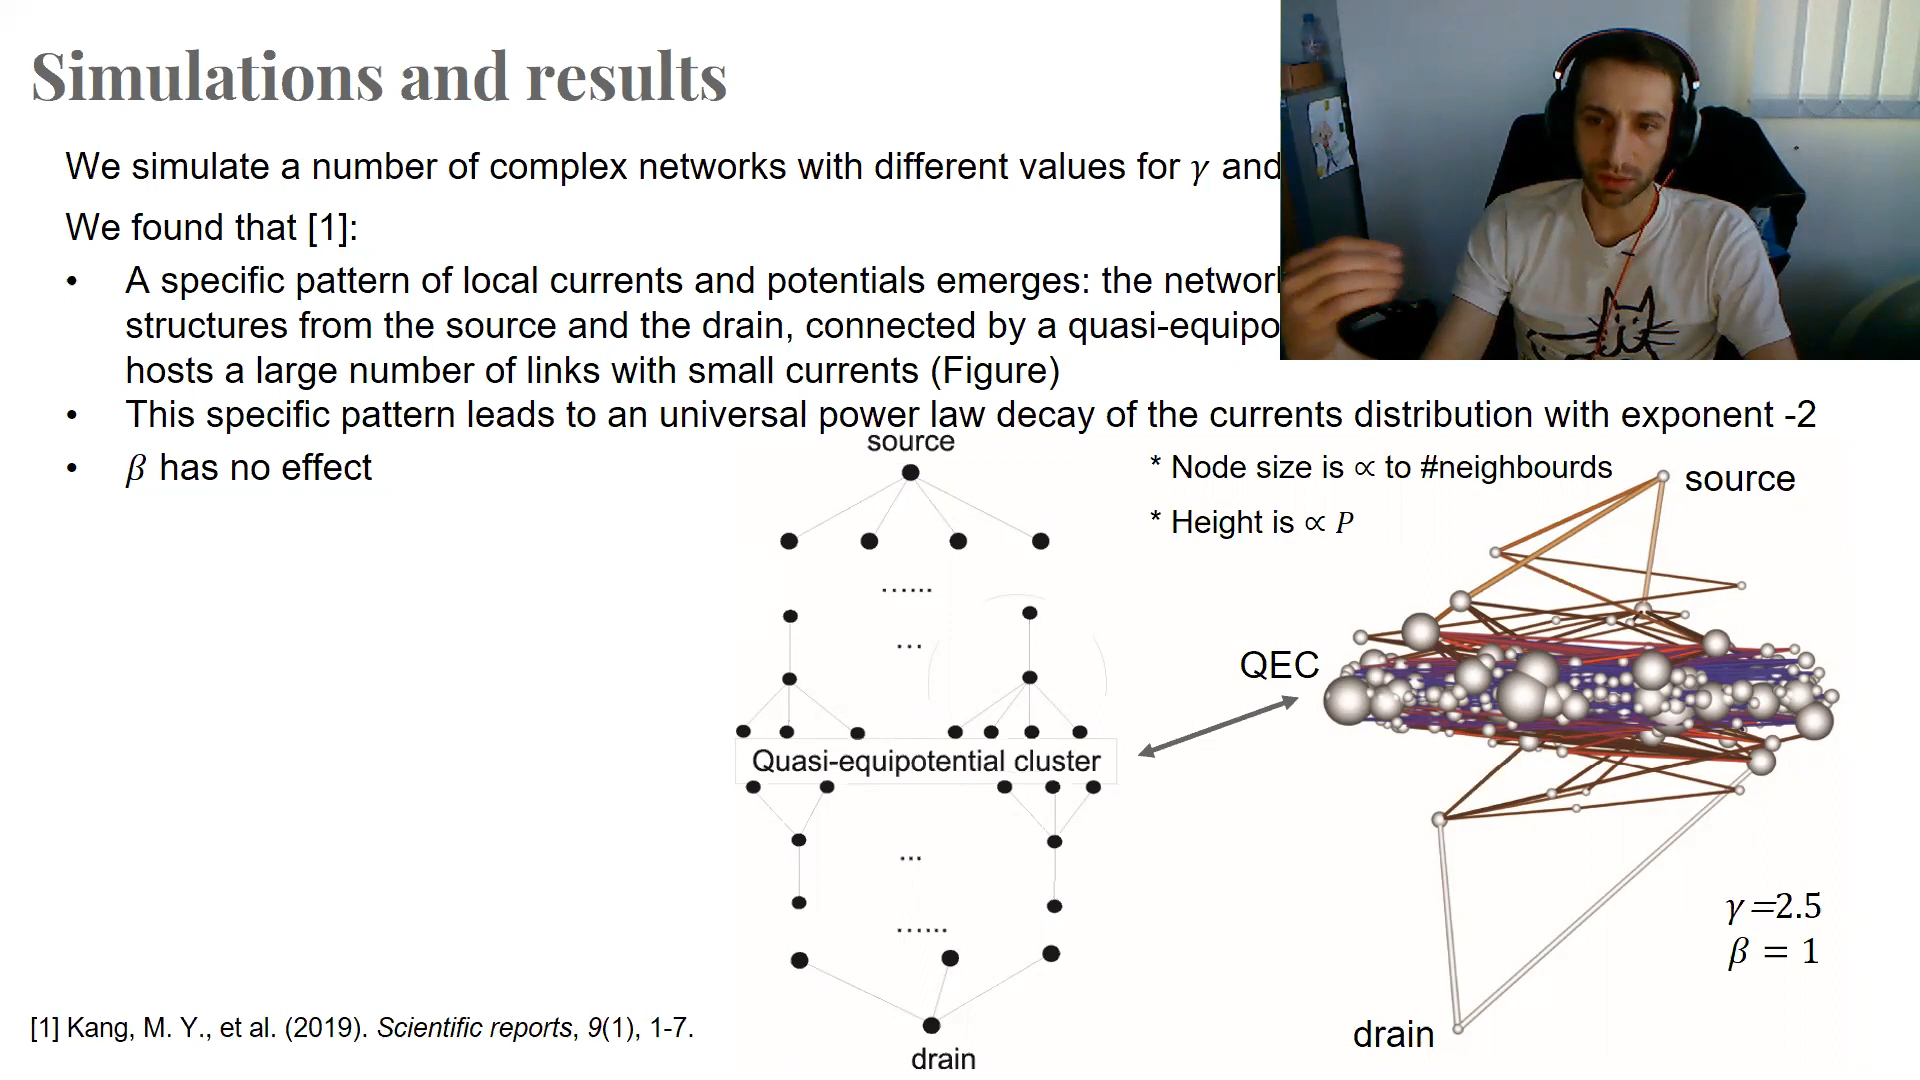 Simulations and results
We simulate a number of complex networks with different values for γ and
We found that [1]:
• A specific pattern of local currents and potentials emerges: the network
structures from the source and the drain, connected by a quasi-equipo
hosts a large number of links with small currents (Figure)
• This specific pattern leads to an universal power law decay of the currents distribution with exponent -2
• β has no effect
source
* Node size is ∝ to #neighbourds
* Height is ∝ P
source
......
...
QEC
Quasi-equipotential cluster
...
......
γ=2.5
β = 1
[1] Kang, M. Y., et al. (2019). Scientific reports, 9(1), 1-7.
drain
drain